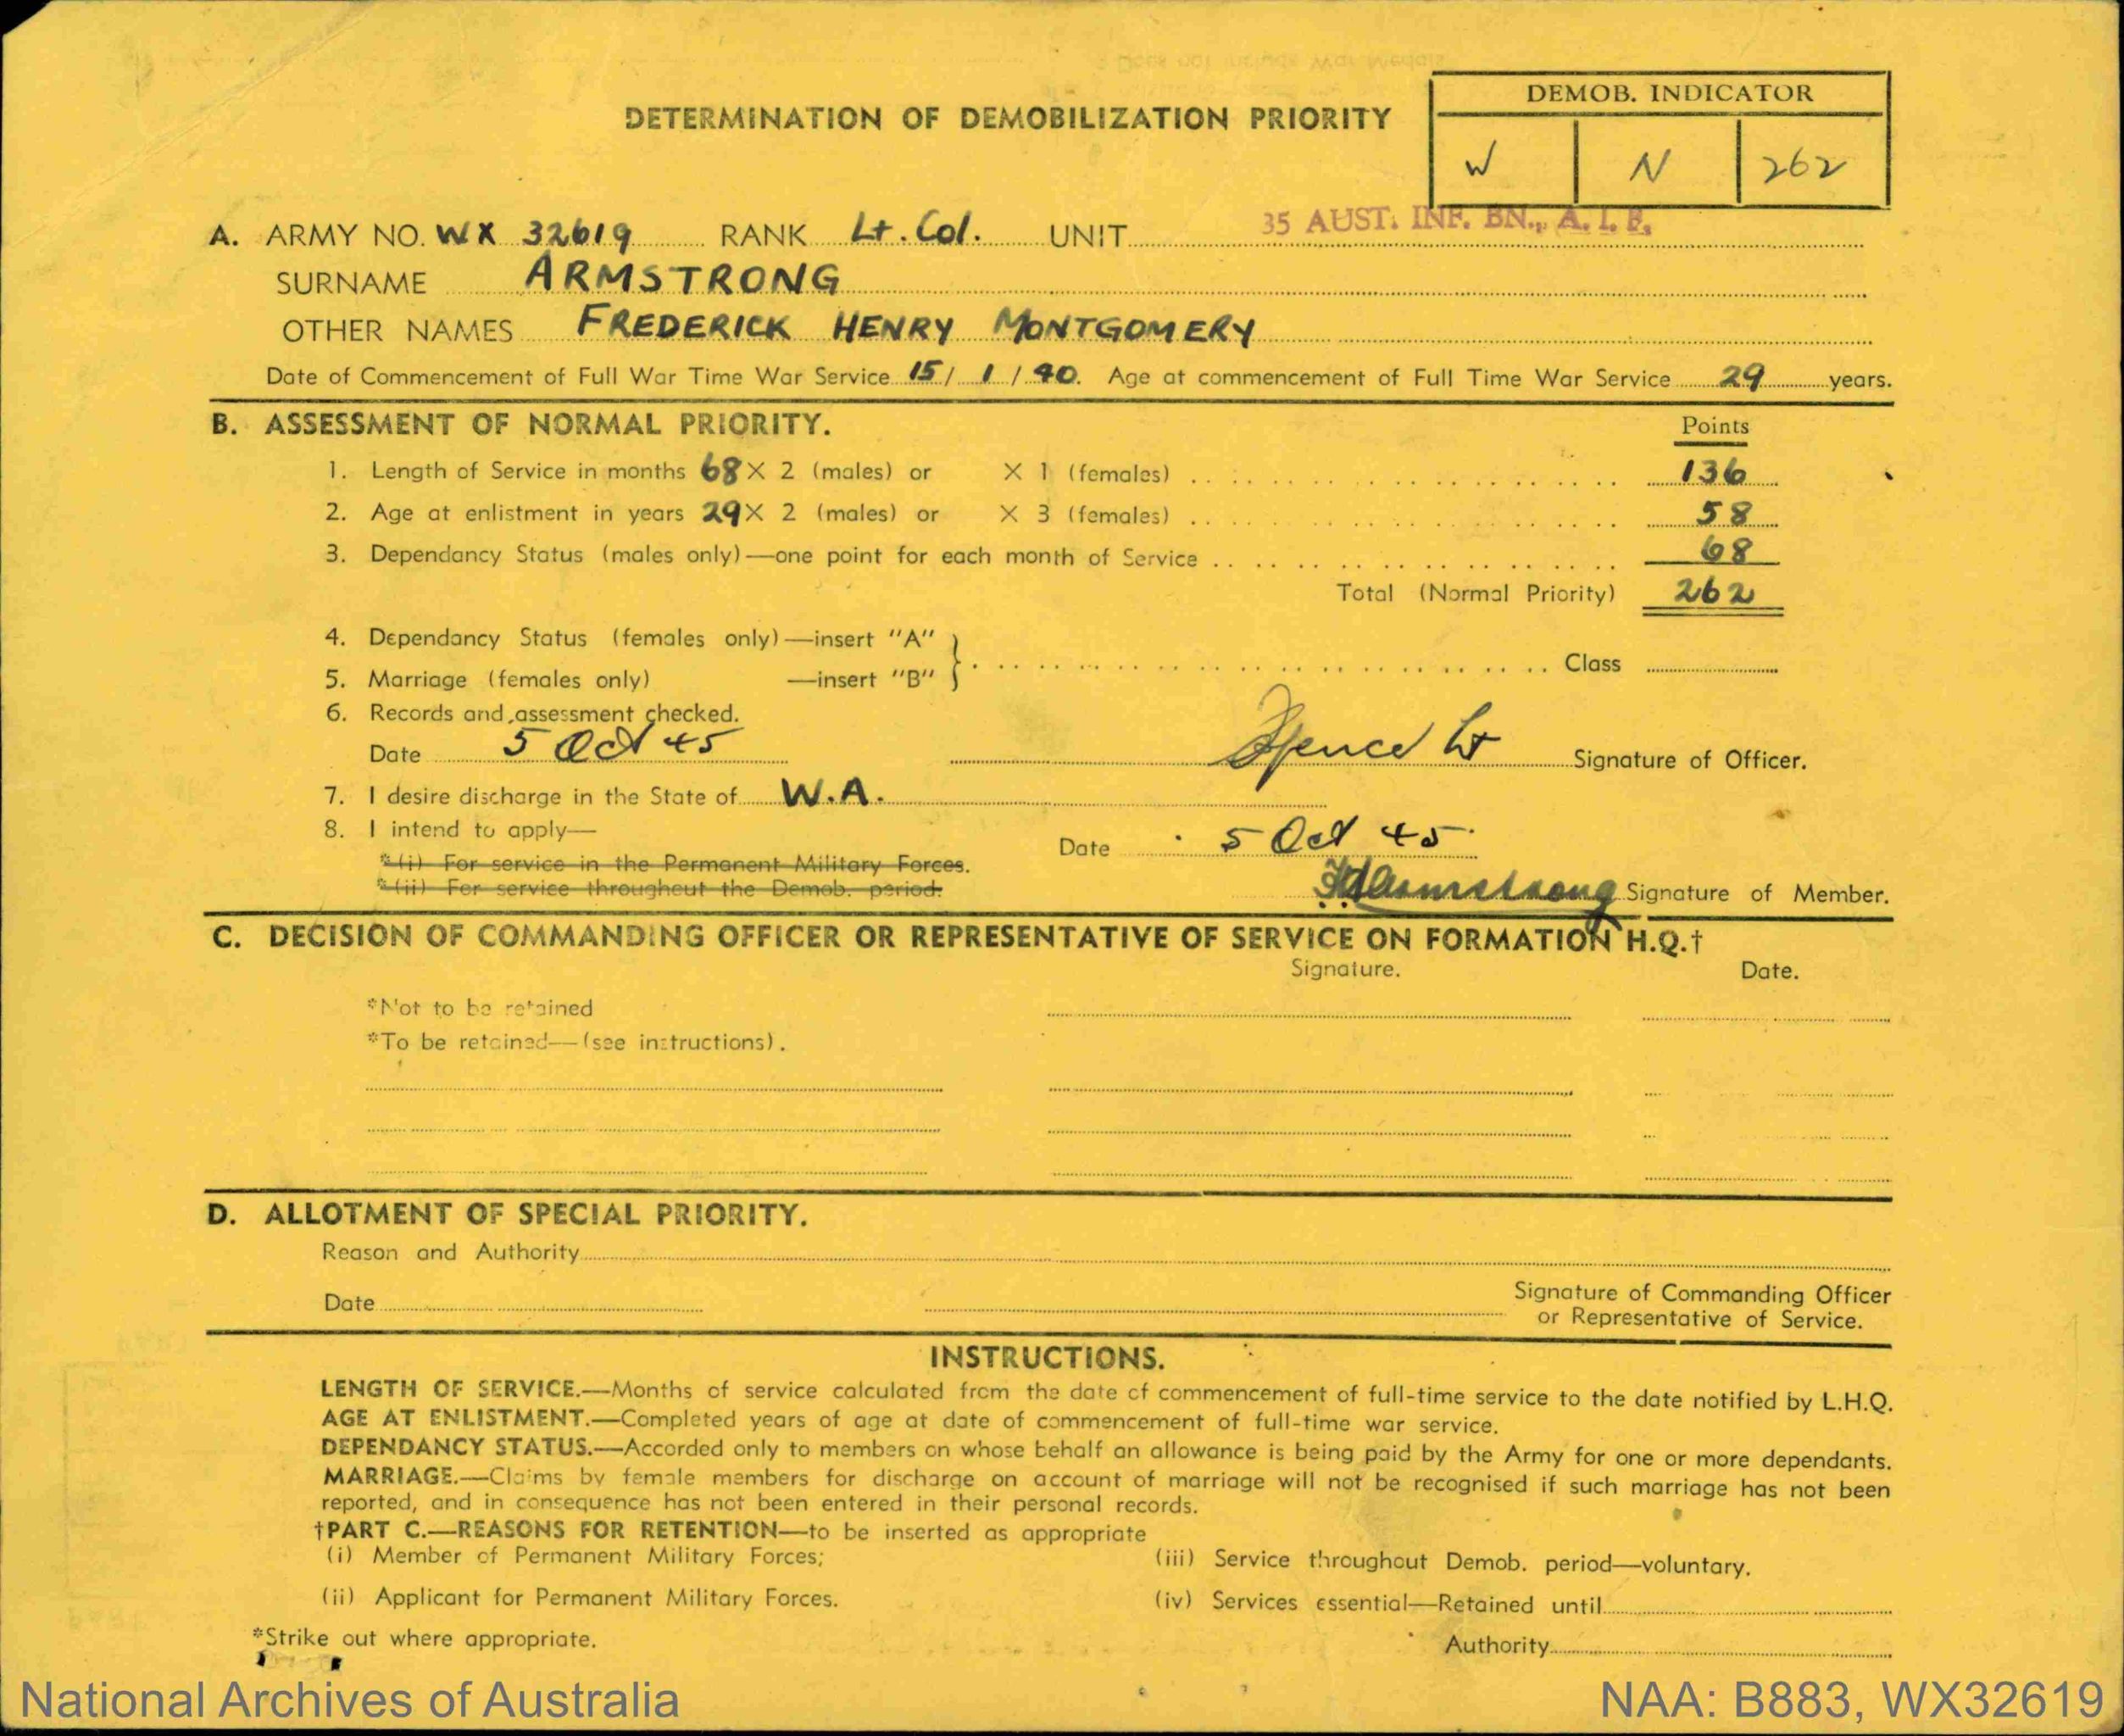 DETERMINATION OF DEMOBILIZATION PRIORITY
DEMOB. INDICATOR
W N 262
A. ARMY NO. WX 32619 RANK Lt. Col. UNIT 35 AUST. INF. BN., A. I. F.
SURNAME ARMSTRONG
OTHER NAMES FREDERICK HENRY MONTGOMERY
Date of Commencement of Full War Time War Service 15 / 1 / 40. Age at commencement of Full Time War Service 29 years.
B. ASSESSMENT OF NORMAL PRIORITY. Points
1. Length of Service in months 68 X 2 (males) or X 1 (females) 136
2. Age at enlistment in years 29 X 2 (males) or X 3 (females) 58
3. Dependancy Status (males only)—one point for each month of Service 68
Total (Normal Priority) 262
4. Dependancy Status (females only)—insert "A"
5. Marriage (females only) —insert "B" } Class
6. Records and assessment checked.
Date 5 Oct 45 Spence Lt Signature of Officer.
7. I desire discharge in the State of W.A.
8. I intend to apply— Date 5 Oct 45
*(i) For service in the Permanent Military Forces.
*(ii) For service throughout the Demob. period. Armstrong Signature of Member.
C. DECISION OF COMMANDING OFFICER OR REPRESENTATIVE OF SERVICE ON FORMATION H.Q.†
Signature. Date.
*Not to be retained
*To be retained—(see instructions).
D. ALLOTMENT OF SPECIAL PRIORITY.
Reason and Authority
Date Signature of Commanding Officer
or Representative of Service.
INSTRUCTIONS.
LENGTH OF SERVICE.—Months of service calculated from the date of commencement of full-time service to the date notified by L.H.Q.
AGE AT ENLISTMENT.—Completed years of age at date of commencement of full-time war service.
DEPENDANCY STATUS.—Accorded only to members on whose behalf an allowance is being paid by the Army for one or more dependants.
MARRIAGE.—Claims by female members for discharge on account of marriage will not be recognised if such marriage has not been
reported, and in consequence has not been entered in their personal records.
†PART C.—REASONS FOR RETENTION—to be inserted as appropriate
(i) Member of Permanent Military Forces; (iii) Service throughout Demob. period—voluntary.
(ii) Applicant for Permanent Military Forces. (iv) Services essential—Retained until
*Strike out where appropriate. Authority
National Archives of Australia NAA: B883, WX32619